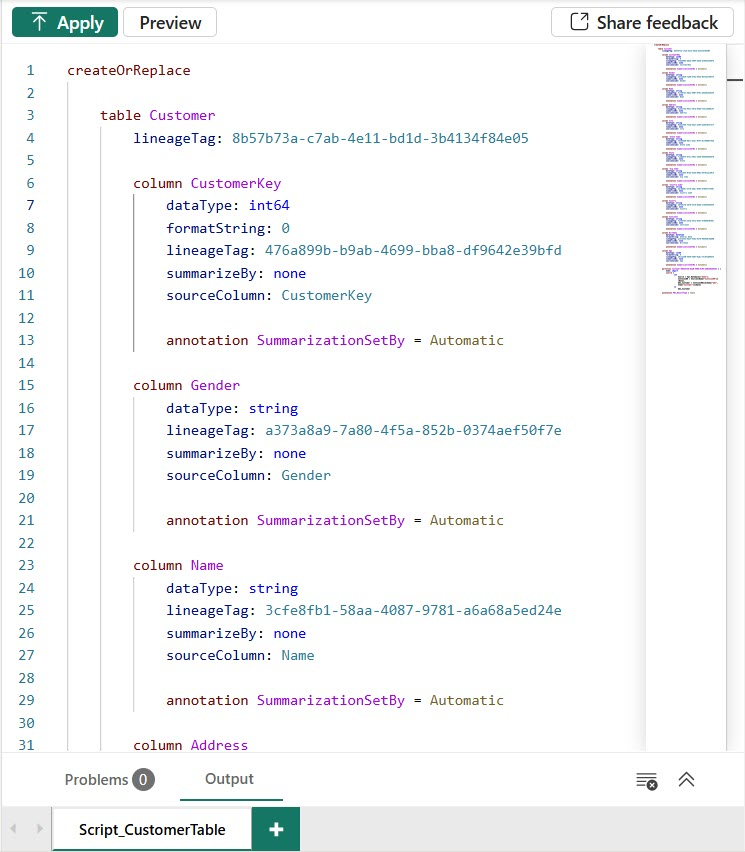 Apply Preview Share feedback
1 createOrReplace
2
3 table Customer
4 lineageTag: 8b57b73a-c7ab-4e11-bd1d-3b4134f84e05
5
6 column CustomerKey
7 dataType: int64
8 formatString: 0
9 lineageTag: 476a899b-b9ab-4699-bba8-df9642e39bfd
10 summarizeBy: none
11 sourceColumn: CustomerKey
12
13 annotation SummarizationSetBy = Automatic
14
15 column Gender
16 dataType: string
17 lineageTag: a373a8a9-7a80-4f5a-852b-0374aef50f7e
18 summarizeBy: none
19 sourceColumn: Gender
20
21 annotation SummarizationSetBy = Automatic
22
23 column Name
24 dataType: string
25 lineageTag: 3cfe8fb1-58aa-4087-9781-a6a68a5ed24e
26 summarizeBy: none
27 sourceColumn: Name
28
29 annotation SummarizationSetBy = Automatic
30
31 column Address
Problems 0 Output
Script_CustomerTable +